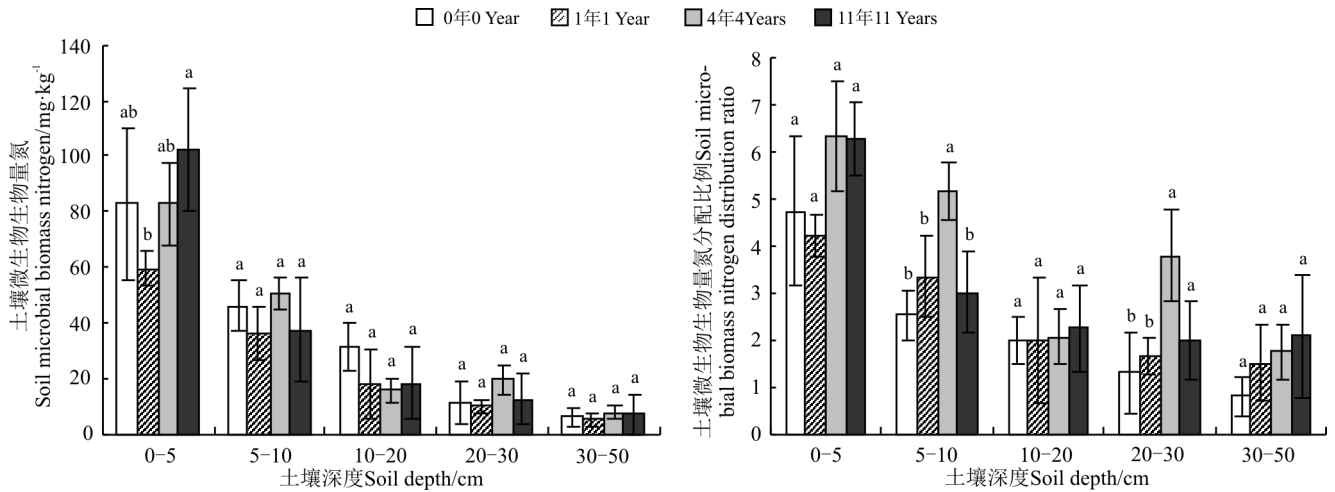 0年0 Year 1年1 Year 4年4Years 11年11 Years
土壤微生物生物量氮
Soil microbial biomass nitrogen/mg·kg⁻¹
140
120
100
80
60
40
20
0
ab b ab a
a a a a
a a a a
a a a a
a a a a
0−5 5−10 10−20 20−30 30−50
土壤深度Soil depth/cm
土壤微生物生物量氮分配比例Soil micro-
bial biomass nitrogen distribution ratio
8
7
6
5
4
3
2
1
0
a a a a
b b a b
a a a a
b b a a
a a a a
0−5 5−10 10−20 20−30 30−50
土壤深度Soil depth/cm